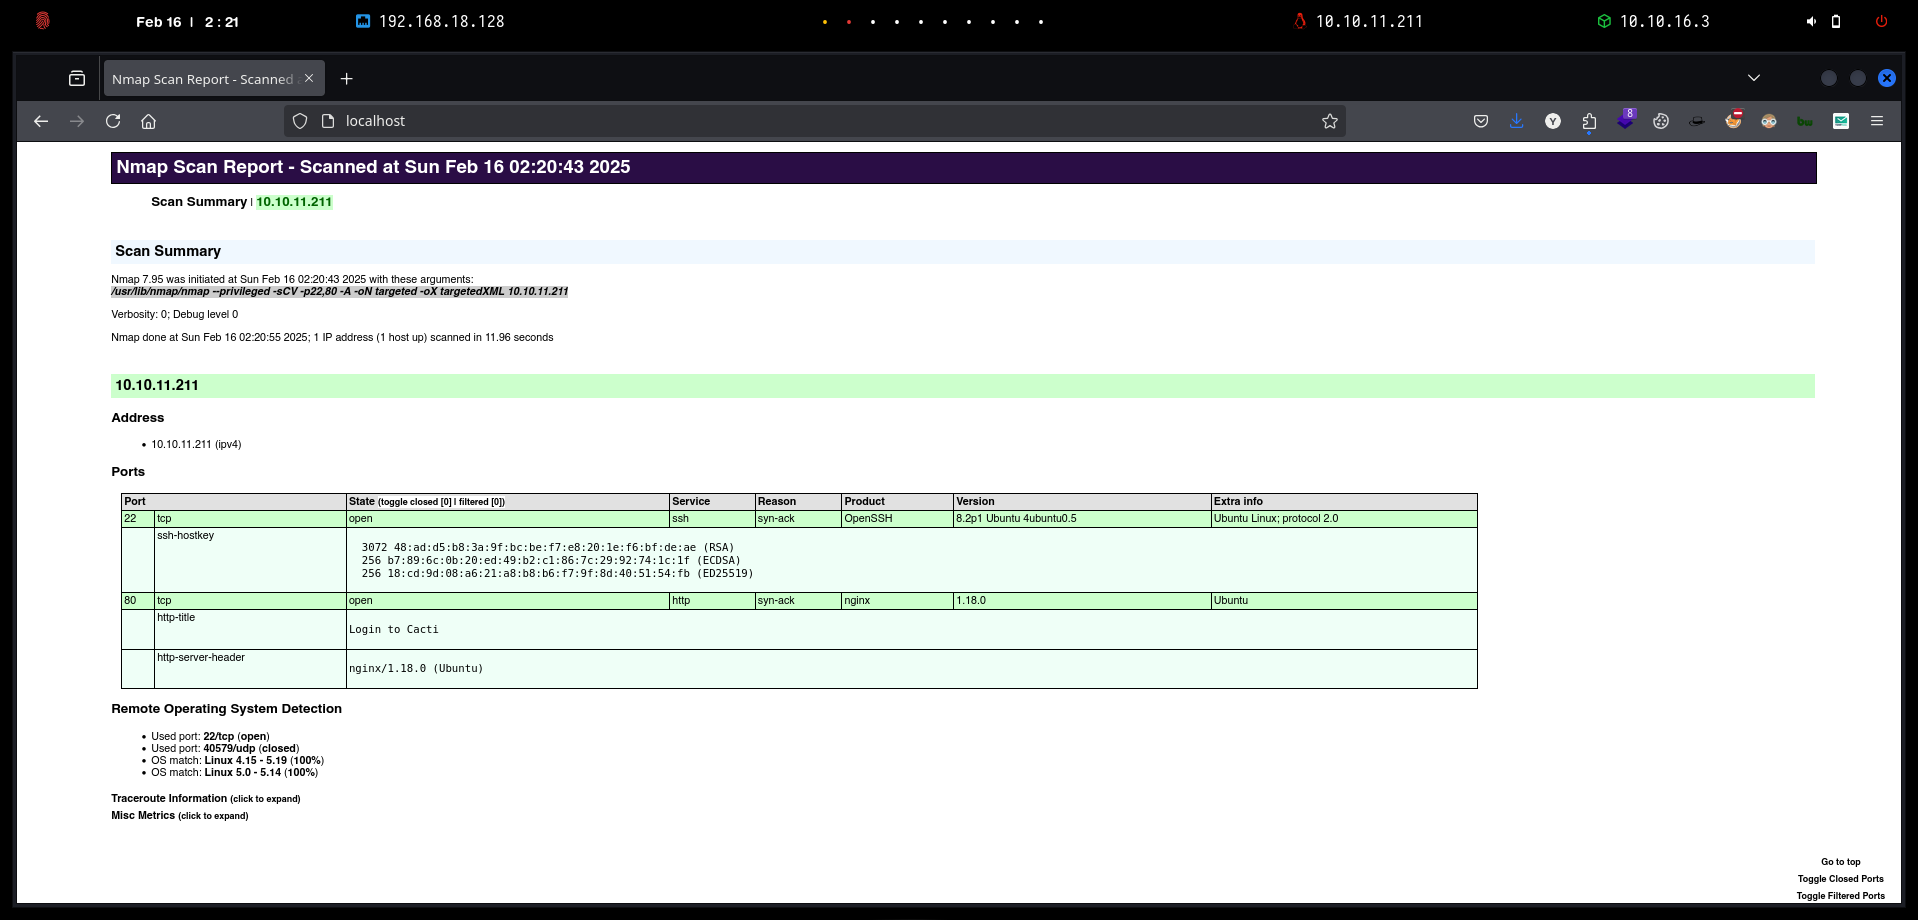 Feb 16 | 2:21
192.168.18.128
10.10.11.211
10.10.16.3
Nmap Scan Report - Scanned
localhost
Y
8
bw
Nmap Scan Report - Scanned at Sun Feb 16 02:20:43 2025
Scan Summary | 10.10.11.211
Scan Summary
Nmap 7.95 was initiated at Sun Feb 16 02:20:43 2025 with these arguments:
/usr/lib/nmap/nmap --privileged -sCV -p22,80 -A -oN targeted -oX targetedXML 10.10.11.211
Verbosity: 0; Debug level 0
Nmap done at Sun Feb 16 02:20:55 2025; 1 IP address (1 host up) scanned in 11.96 seconds
10.10.11.211
Address
• 10.10.11.211 (ipv4)
Ports
Port State (toggle closed [0] | filtered [0]) Service Reason Product Version Extra info
22 tcp open ssh syn-ack OpenSSH 8.2p1 Ubuntu 4ubuntu0.5 Ubuntu Linux; protocol 2.0
ssh-hostkey
3072 48:ad:d5:b8:3a:9f:bc:be:f7:e8:20:1e:f6:bf:de:ae (RSA)
256 b7:89:6c:0b:20:ed:49:b2:c1:86:7c:29:92:74:1c:1f (ECDSA)
256 18:cd:9d:08:a6:21:a8:b8:b6:f7:9f:8d:40:51:54:fb (ED25519)
80 tcp open http syn-ack nginx 1.18.0 Ubuntu
http-title
Login to Cacti
http-server-header
nginx/1.18.0 (Ubuntu)
Remote Operating System Detection
• Used port: 22/tcp (open)
• Used port: 40579/udp (closed)
• OS match: Linux 4.15 - 5.19 (100%)
• OS match: Linux 5.0 - 5.14 (100%)
Traceroute Information (click to expand)
Misc Metrics (click to expand)
Go to top
Toggle Closed Ports
Toggle Filtered Ports